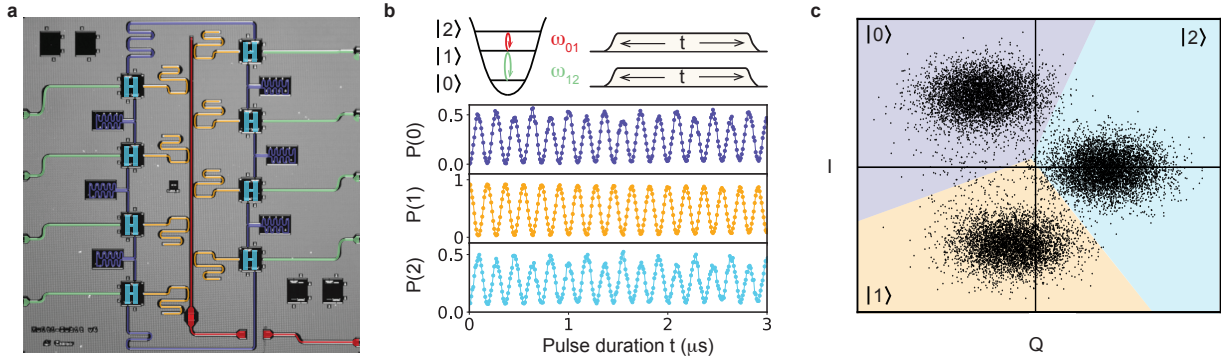 a
b
|2⟩
|1⟩
|0⟩
ω01
ω12
t
t
P(0)
0.5
0.0
P(1)
1
0
P(2)
0.5
0.0
0
1
2
3
Pulse duration t (μs)
c
|0⟩
|2⟩
|1⟩
I
Q